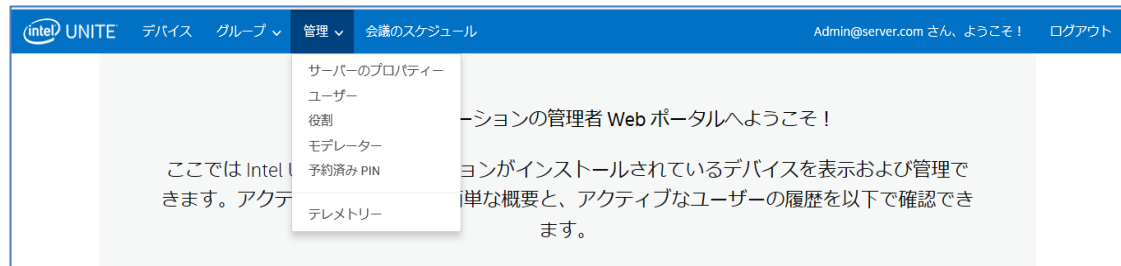 intel UNITE デバイス グループ 管理 会議のスケジュール Admin@server.com さん、ようこそ！ ログアウト
サーバーのプロパティー
ユーザー
役割
モデレーター
予約済み PIN
テレメトリー
ーションの管理者 Web ポータルへようこそ！
ここでは Intel ションがインストールされているデバイスを表示および管理で
きます。アクテ 単な概要と、アクティブなユーザーの履歴を以下で確認でき
ます。